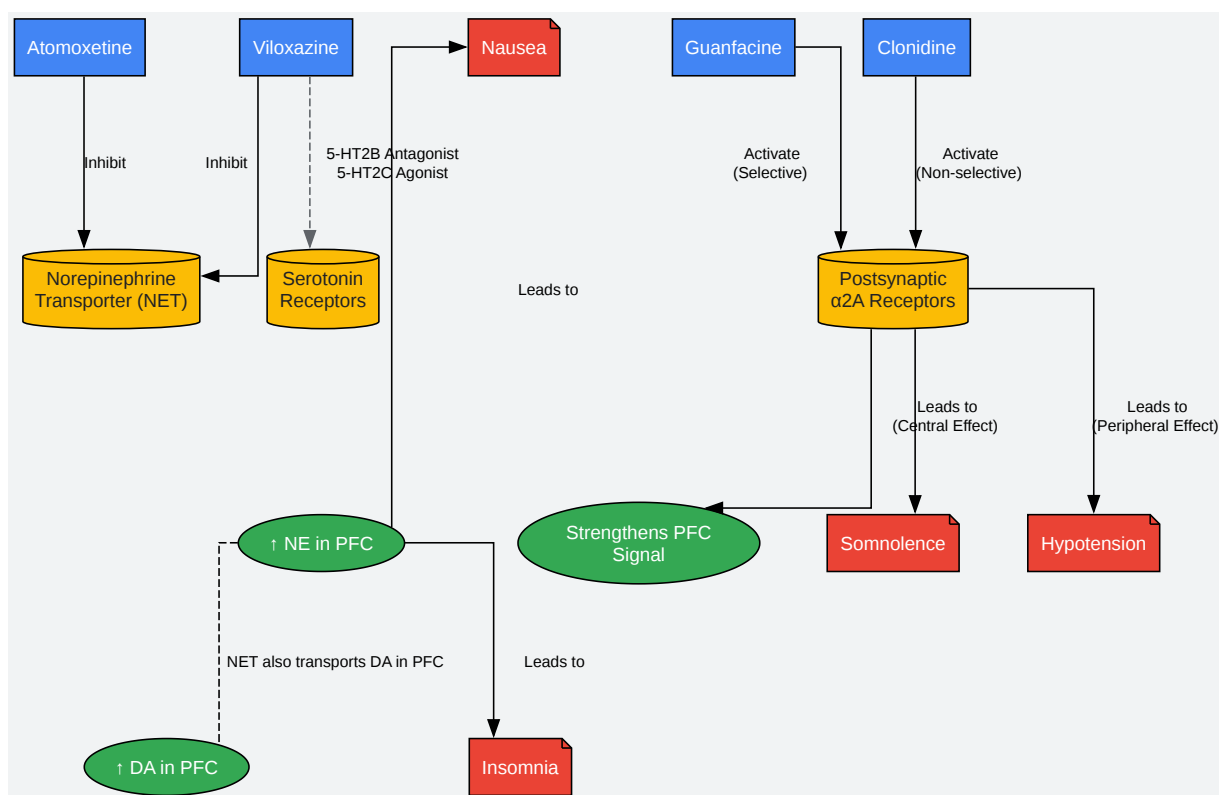 Atomoxetine
Viloxazine
Nausea
Guanfacine
Clonidine
Inhibit
Inhibit
5-HT2B Antagonist
5-HT2C Agonist
Activate
(Selective)
Activate
(Non-selective)
Norepinephrine
Transporter (NET)
Serotonin
Receptors
Leads to
Postsynaptic
α2A Receptors
Leads to
(Central Effect)
Leads to
(Peripheral Effect)
↑ NE in PFC
Strengthens PFC
Signal
Somnolence
Hypotension
NET also transports DA in PFC
Leads to
↑ DA in PFC
Insomnia